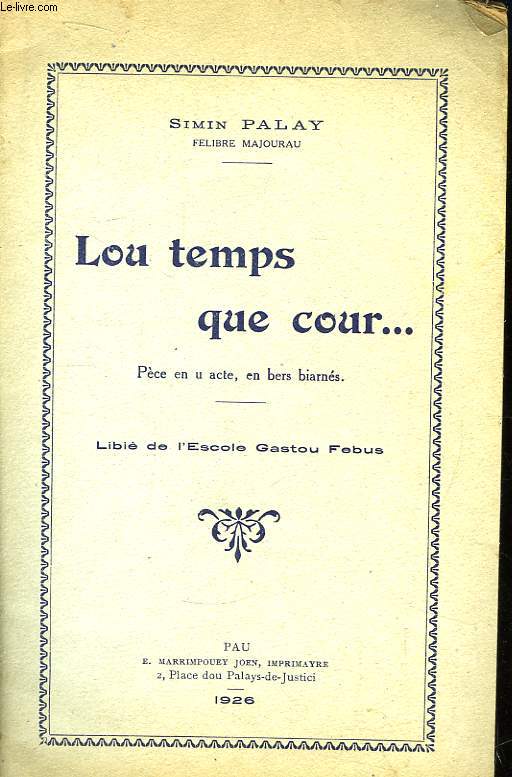 Le-livre.com
SIMIN PALAY
FELIBRE MAJOURAU
Lou temps
que cour...
Pèce en u acte, en bers biarnés.
Libiè de l'Escole Gastou Febus
PAU
E. MARRIMPOUEY JOEN, IMPRIMAYRE
2, Place dou Palays-de-Justici
1926